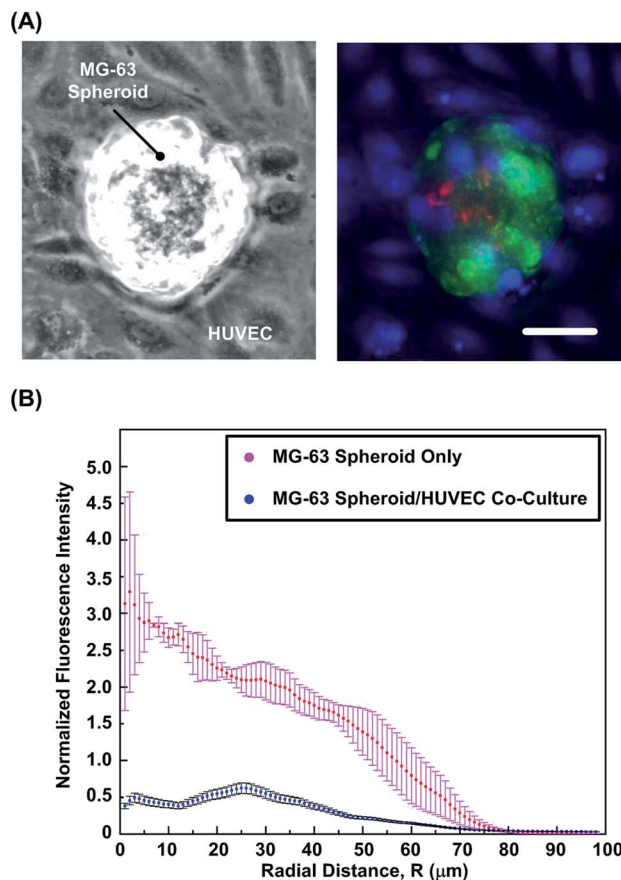 (A)
MG-63
Spheroid
HUVEC
(B)
MG-63 Spheroid Only
MG-63 Spheroid/HUVEC Co-Culture
Normalized Fluorescence Intensity
5.0
4.5
4.0
3.5
3.0
2.5
2.0
1.5
1.0
0.5
0
0 10 20 30 40 50 60 70 80 90 100
Radial Distance, R (μm)